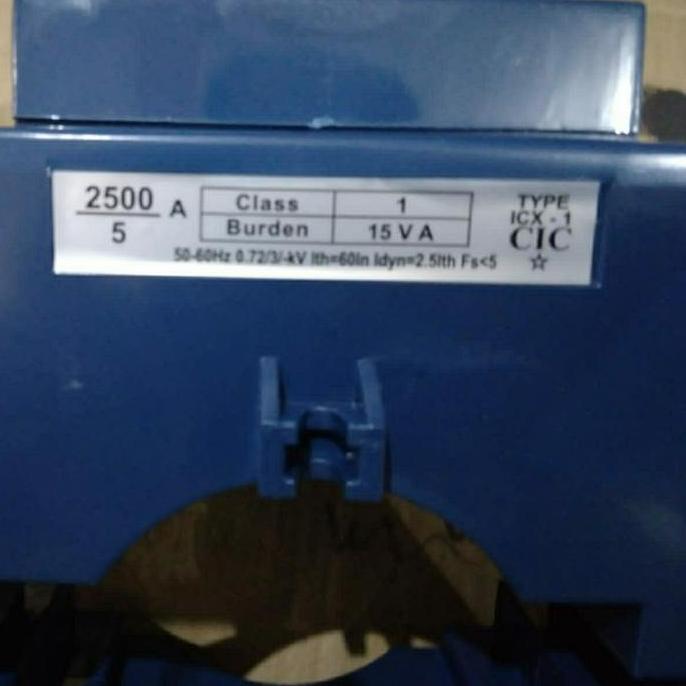 2500
5
A
Class 1
Burden 15 V A
50-60Hz 0.72/3/-kV Ith=60In Idyn=2.5Ith Fs<5
TYPE
ICX - 1
CIC